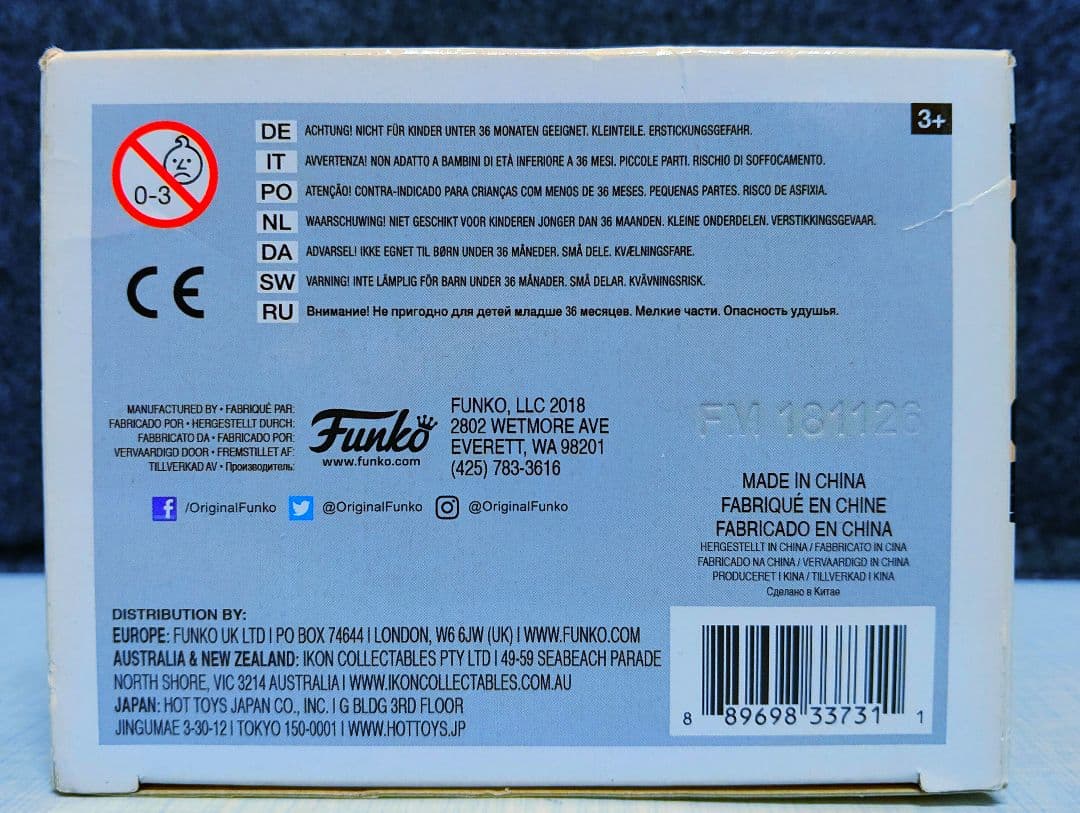 3+
0-3
DE ACHTUNG! NICHT FÜR KINDER UNTER 36 MONATEN GEEIGNET. KLEINTEILE. ERSTICKUNGSGEFAHR.
IT AVVERTENZA! NON ADATTO A BAMBINI DI ETÀ INFERIORE A 36 MESI. PICCOLE PARTI. RISCHIO DI SOFFOCAMENTO.
PO ATENÇÃO! CONTRA-INDICADO PARA CRIANÇAS COM MENOS DE 36 MESES. PEQUENAS PARTES. RISCO DE ASFIXIA.
NL WAARSCHUWING! NIET GESCHIKT VOOR KINDEREN JONGER DAN 36 MAANDEN. KLEINE ONDERDELEN. VERSTIKKINGSGEVAAR.
DA ADVARSEL! IKKE EGNET TIL BØRN UNDER 36 MÅNEDER. SMÅ DELE. KVÆLNINGSFARE.
SW VARNING! INTE LÄMPLIG FÖR BARN UNDER 36 MÅNADER. SMÅ DELAR. KVÄVNINGSRISK.
RU Внимание! Не пригодно для детей младше 36 месяцев. Мелкие части. Опасность удушья.
CE
MANUFACTURED BY • FABRIQUÉ PAR:
FABRICADO POR • HERGESTELLT DURCH:
FABBRICATO DA • FABRICADO POR:
VERVAARDIGD DOOR • FREMSTILLET AF:
TILLVERKAD AV • Производитель:
Funko
www.funko.com
FUNKO, LLC 2018
2802 WETMORE AVE
EVERETT, WA 98201
(425) 783-3616
FM 181126
/OriginalFunko @OriginalFunko @OriginalFunko
MADE IN CHINA
FABRIQUÉ EN CHINE
FABRICADO EN CHINA
HERGESTELLT IN CHINA / FABBRICATO IN CINA
FABRICADO NA CHINA / VERVAARDIGD IN CHINA
PRODUCERET I KINA / TILLVERKAD I KINA
Сделано в Китае
DISTRIBUTION BY:
EUROPE: FUNKO UK LTD | PO BOX 74644 | LONDON, W6 6JW (UK) | WWW.FUNKO.COM
AUSTRALIA & NEW ZEALAND: IKON COLLECTABLES PTY LTD | 49-59 SEABEACH PARADE
NORTH SHORE, VIC 3214 AUSTRALIA | WWW.IKONCOLLECTABLES.COM.AU
JAPAN: HOT TOYS JAPAN CO., INC. | G BLDG 3RD FLOOR
JINGUMAE 3-30-12 | TOKYO 150-0001 | WWW.HOTTOYS.JP
8 89698 33731 1